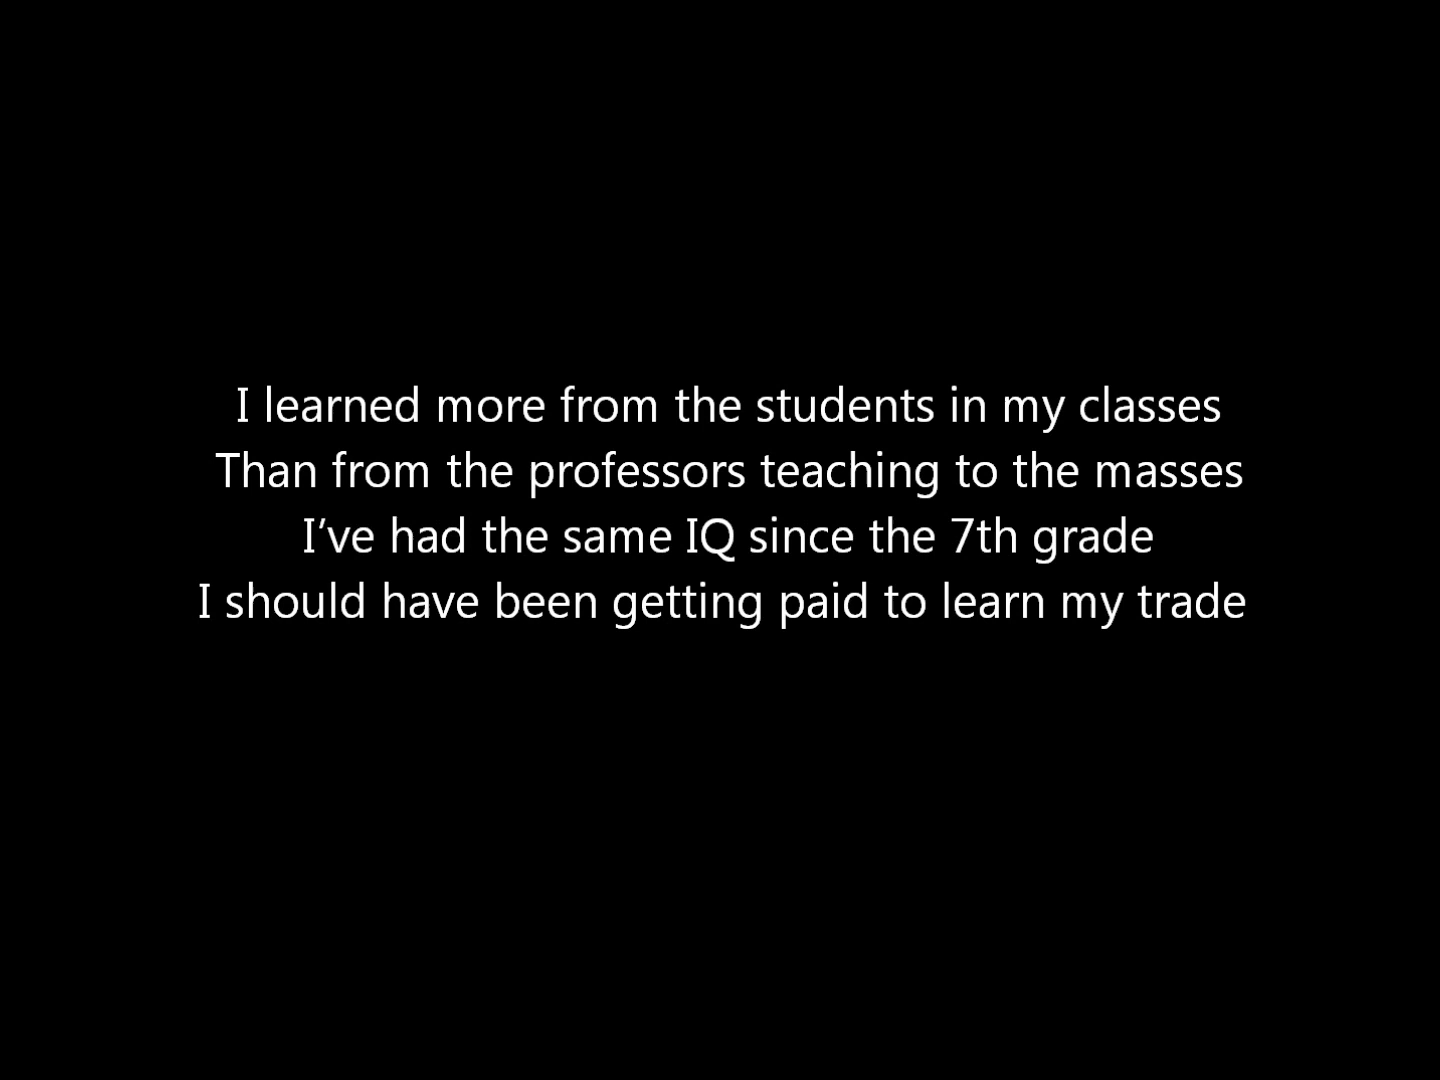 I learned more from the students in my classes
Than from the professors teaching to the masses
I’ve had the same IQ since the 7th grade
I should have been getting paid to learn my trade